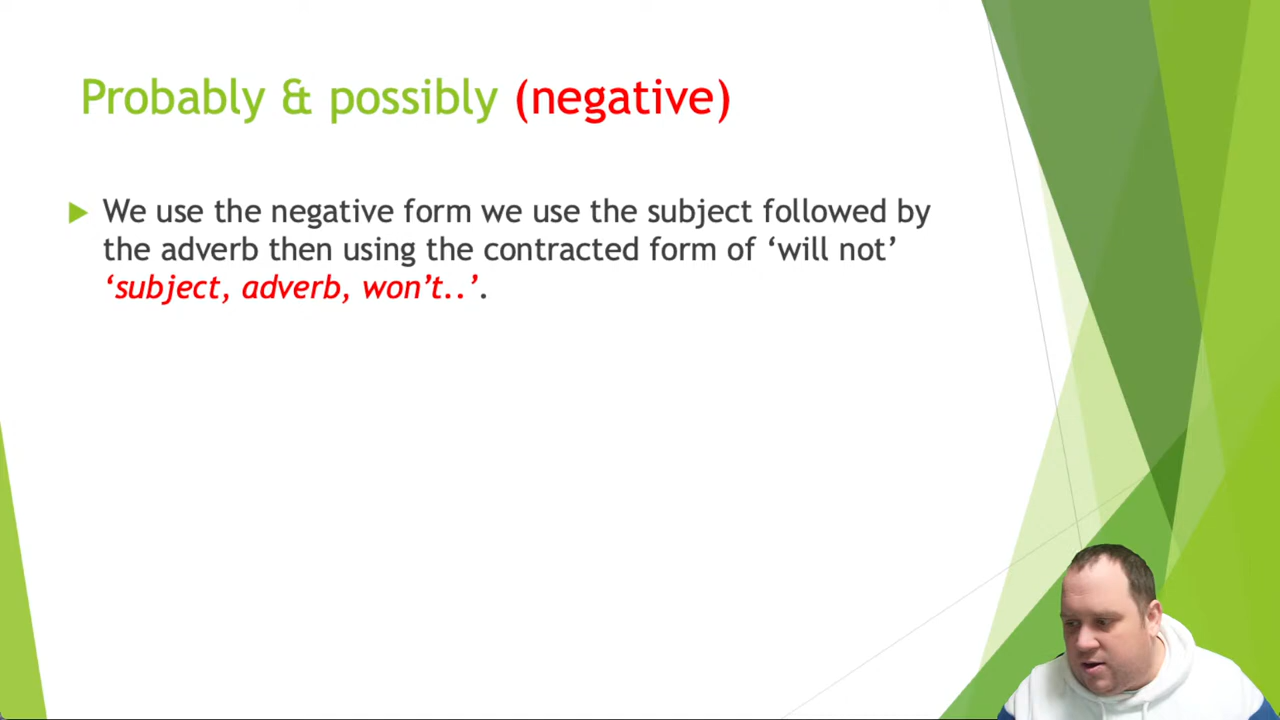 Probably & possibly (negative)
We use the negative form we use the subject followed by
the adverb then using the contracted form of ‘will not’
‘subject, adverb, won’t..’.